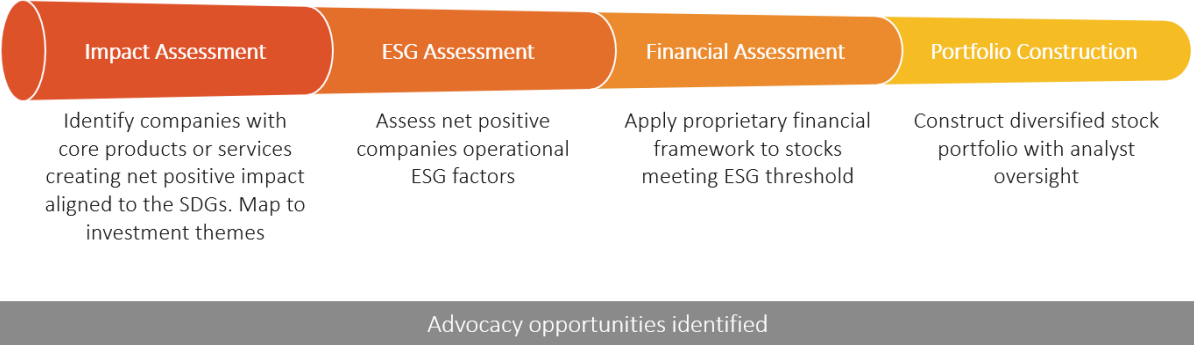 Impact Assessment
ESG Assessment
Financial Assessment
Portfolio Construction
Identify companies with
core products or services
creating net positive impact
aligned to the SDGs. Map to
investment themes
Assess net positive
companies operational
ESG factors
Apply proprietary financial
framework to stocks
meeting ESG threshold
Construct diversified stock
portfolio with analyst
oversight
Advocacy opportunities identified